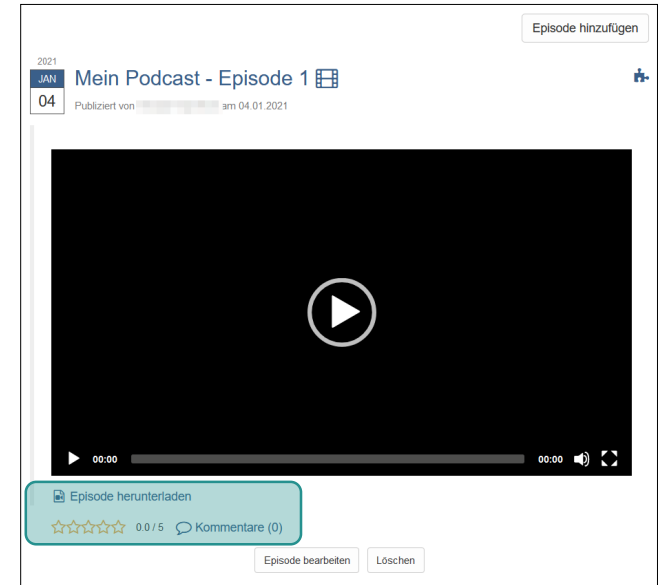 Episode hinzufügen
2021
JAN
04
Mein Podcast - Episode 1
Publiziert von am 04.01.2021
00:00
00:00
Episode herunterladen
0.0 / 5 Kommentare (0)
Episode bearbeiten Löschen